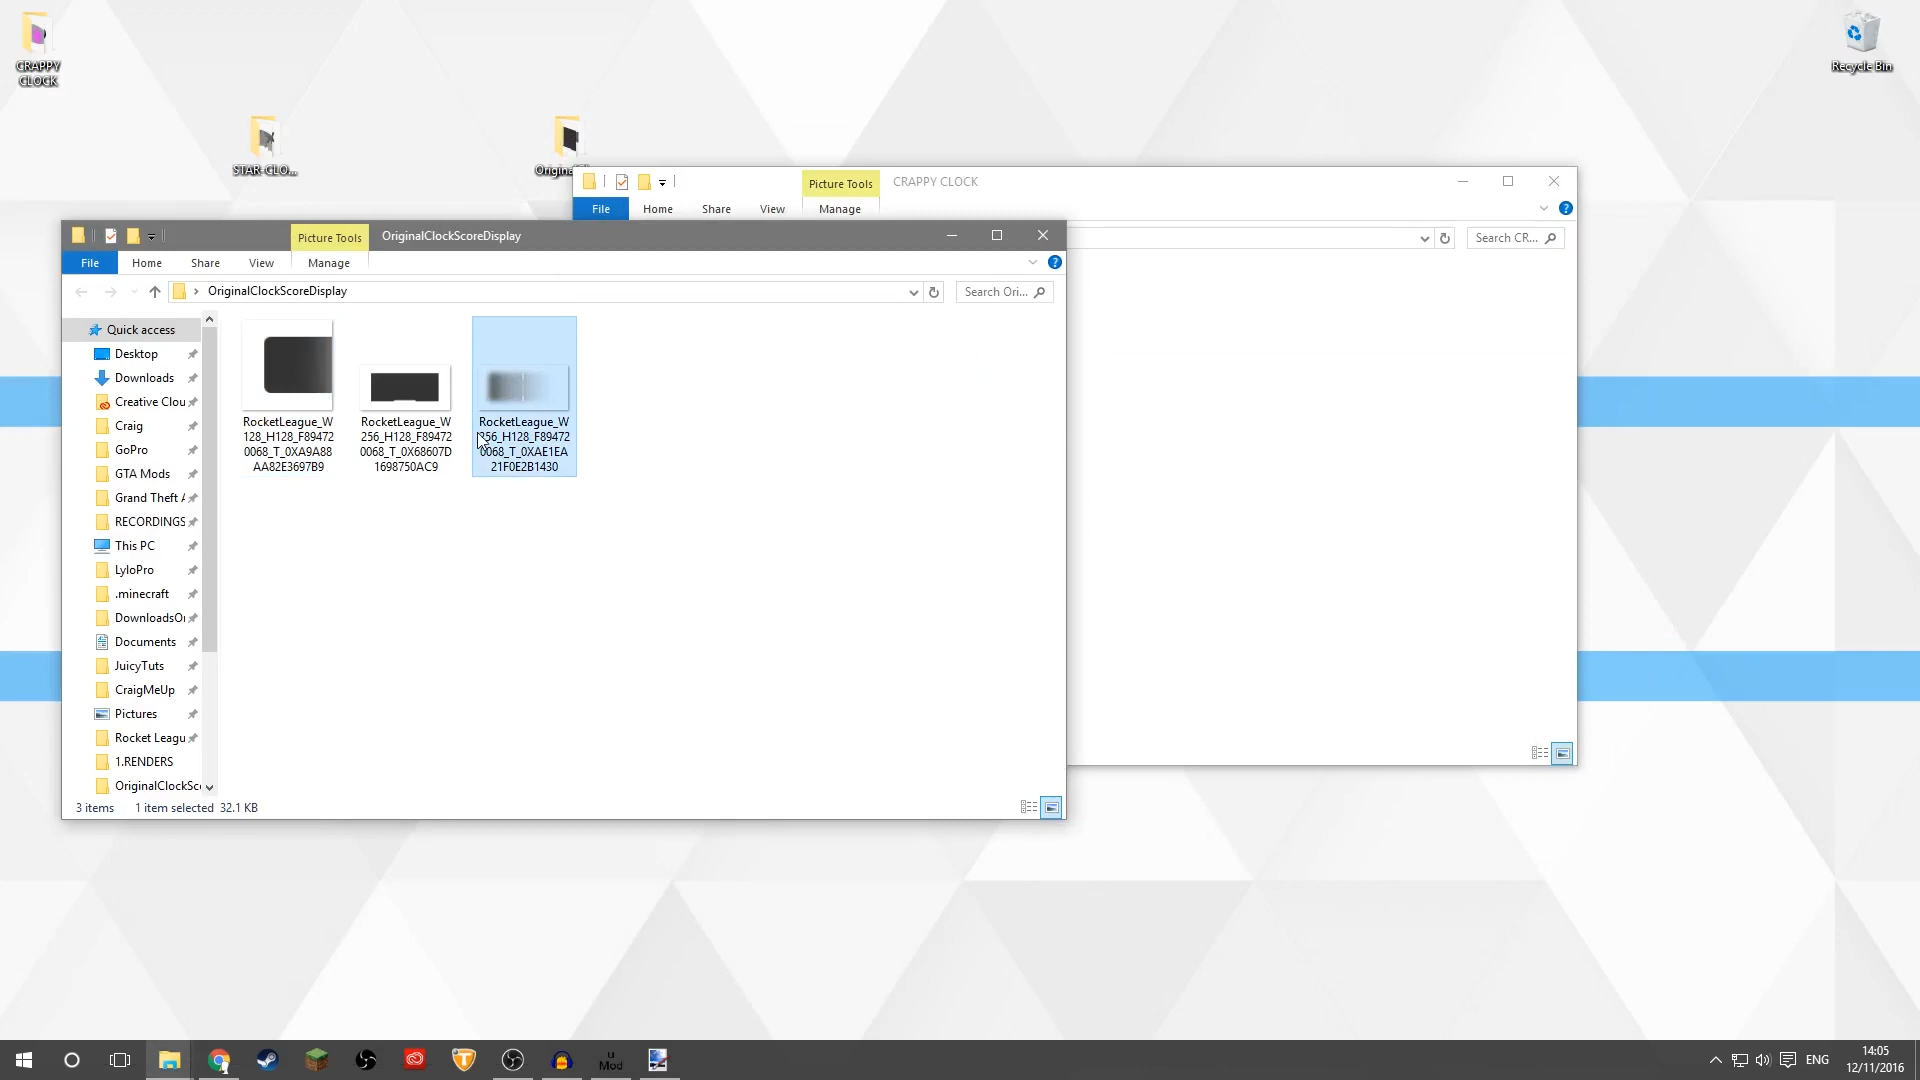 CRAPPY
CLOCK
Recycle Bin
STAR-CLO...
Picture Tools
CRAPPY CLOCK
File
Home
Share
View
Manage
Search CR...
Picture Tools
OriginalClockScoreDisplay
File
Home
Share
View
Manage
OriginalClockScoreDisplay
Search Ori...
Quick access
Desktop
Downloads
Creative Clou
Craig
GoPro
GTA Mods
Grand Theft A
RECORDINGS
This PC
LyloPro
.minecraft
DownloadsOr
Documents
JuicyTuts
CraigMeUp
Pictures
Rocket Leagu
1.RENDERS
OriginalClockSco
RocketLeague_W
128_H128_F89472
0068_T_0XA9A88
AA82E3697B9
RocketLeague_W
256_H128_F89472
0068_T_0X68607D
1698750AC9
RocketLeague_W
256_H128_F89472
0068_T_0XAE1EA
21F0E2B1430
3 items
1 item selected 32.1 KB
u
Mod
ENG
14:05
12/11/2016